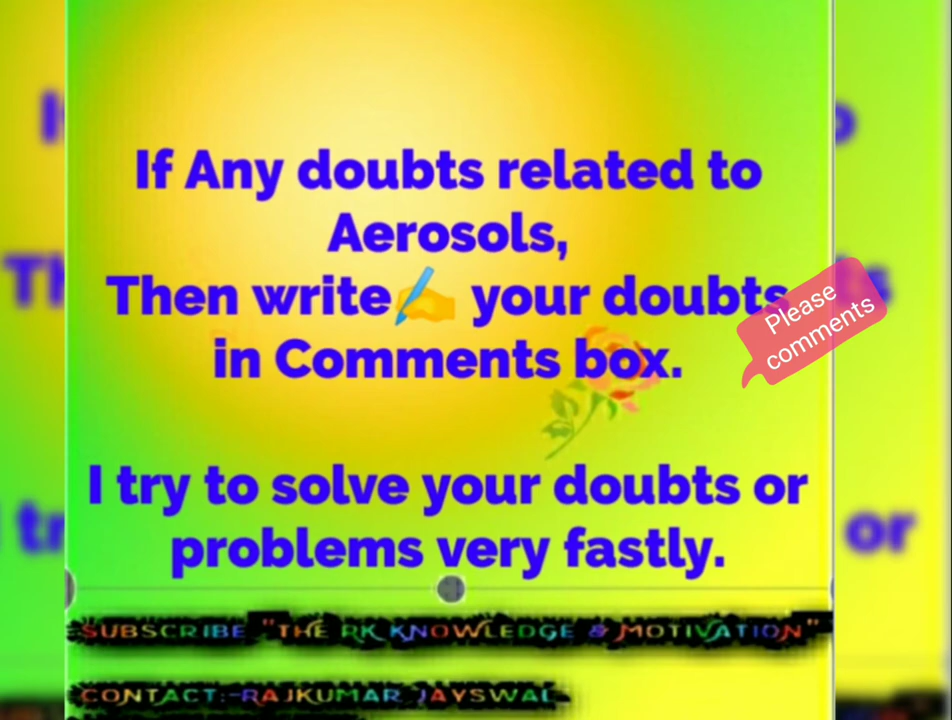 If Any doubts related to
Aerosols,
Then write✍ your doubts
in Comments box.
Please
comments
I try to solve your doubts or
problems very fastly.
SUBSCRIBE "THE RK KNOWLEDGE & MOTIVATION"
CONTACT:-RAJKUMAR JAYSWAL